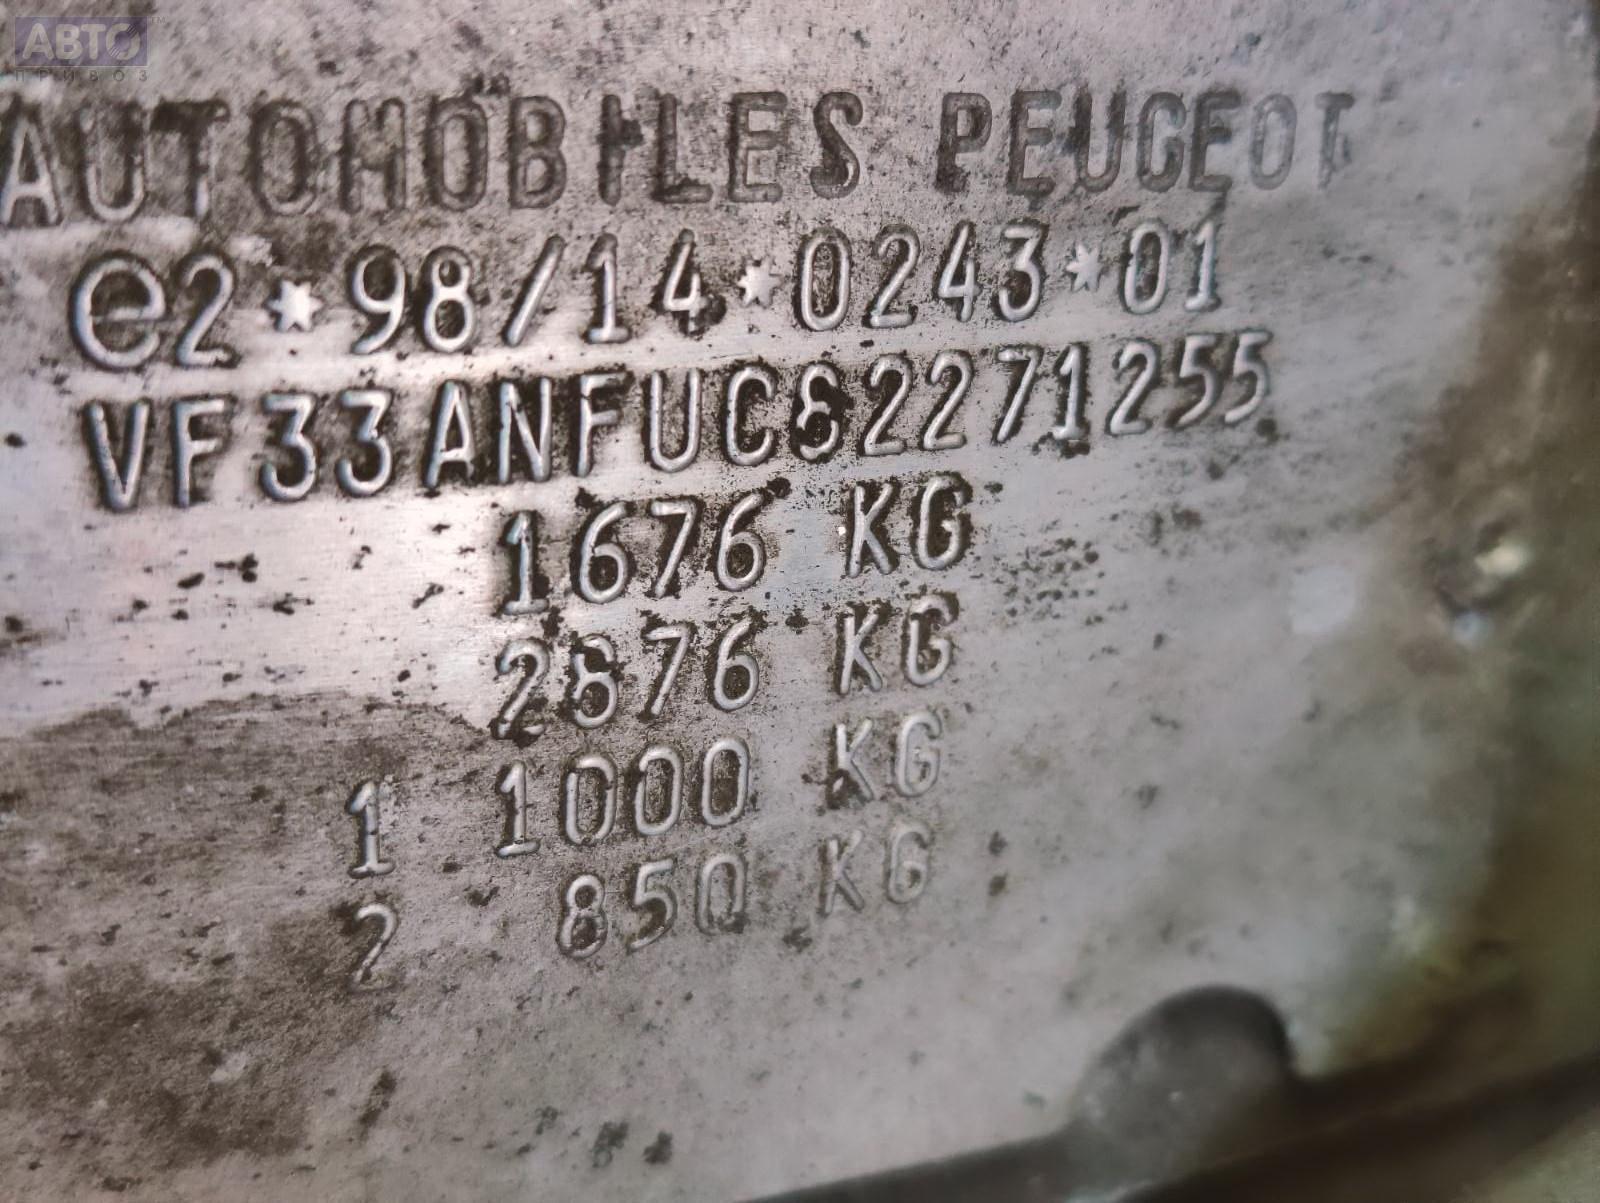 АВТО
ПРИВОЗ
AUTOMOBILES PEUGEOT
e2*98/14*0243*01
VF33ANFUC82271255
1676 KG
2876 KG
1 1000 KG
2 850 KG